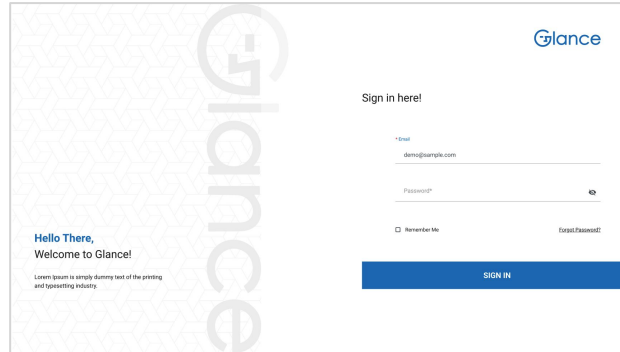 Glance
Glance
Hello There,
Welcome to Glance!
Lorem Ipsum is simply dummy text of the printing
and typesetting industry.
Sign in here!
* Email
demo@sample.com
Password*
Remember Me
Forgot Password?
SIGN IN